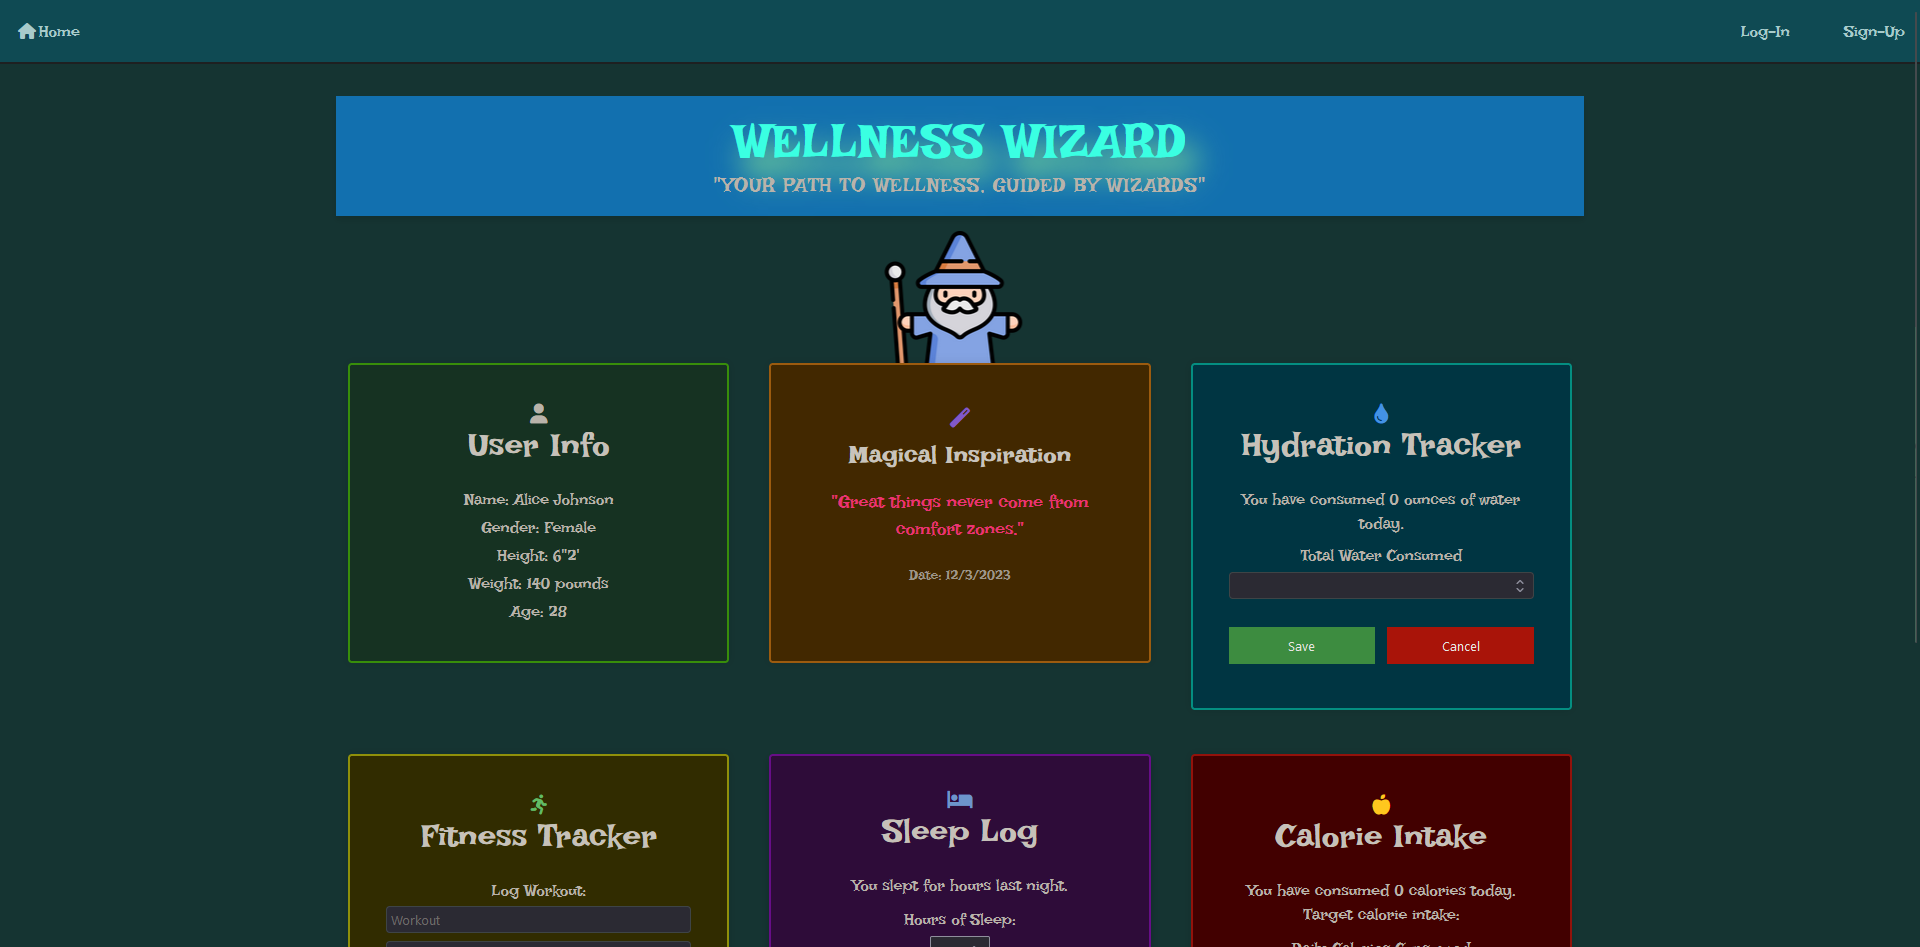 Home
Log-In
Sign-Up
WELLNESS WIZARD
"YOUR PATH TO WELLNESS, GUIDED BY WIZARDS"
User Info
Name: Alice Johnson
Gender: Female
Height: 6"2'
Weight: 140 pounds
Age: 28
Magical Inspiration
"Great things never come from
comfort zones."
Date: 12/3/2023
Hydration Tracker
You have consumed 0 ounces of water
today.
Total Water Consumed
Save
Cancel
Fitness Tracker
Log Workout:
Workout
Sleep Log
You slept for hours last night.
Hours of Sleep:
Calorie Intake
You have consumed 0 calories today.
Target calorie intake: